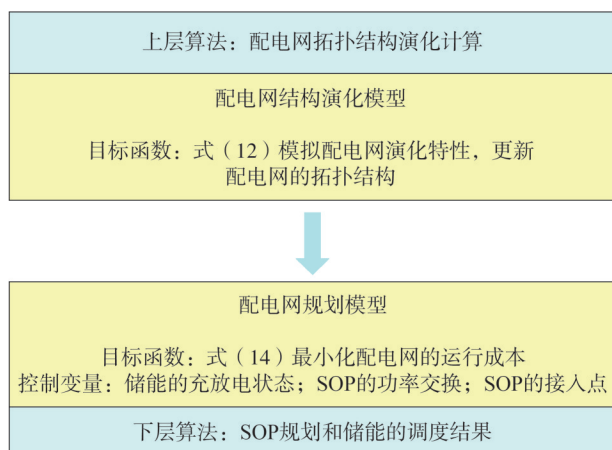 上层算法：配电网拓扑结构演化计算
配电网结构演化模型
目标函数：式（12）模拟配电网演化特性，更新
配电网的拓扑结构
配电网规划模型
目标函数：式（14）最小化配电网的运行成本
控制变量：储能的充放电状态；SOP的功率交换；SOP的接入点
下层算法：SOP规划和储能的调度结果